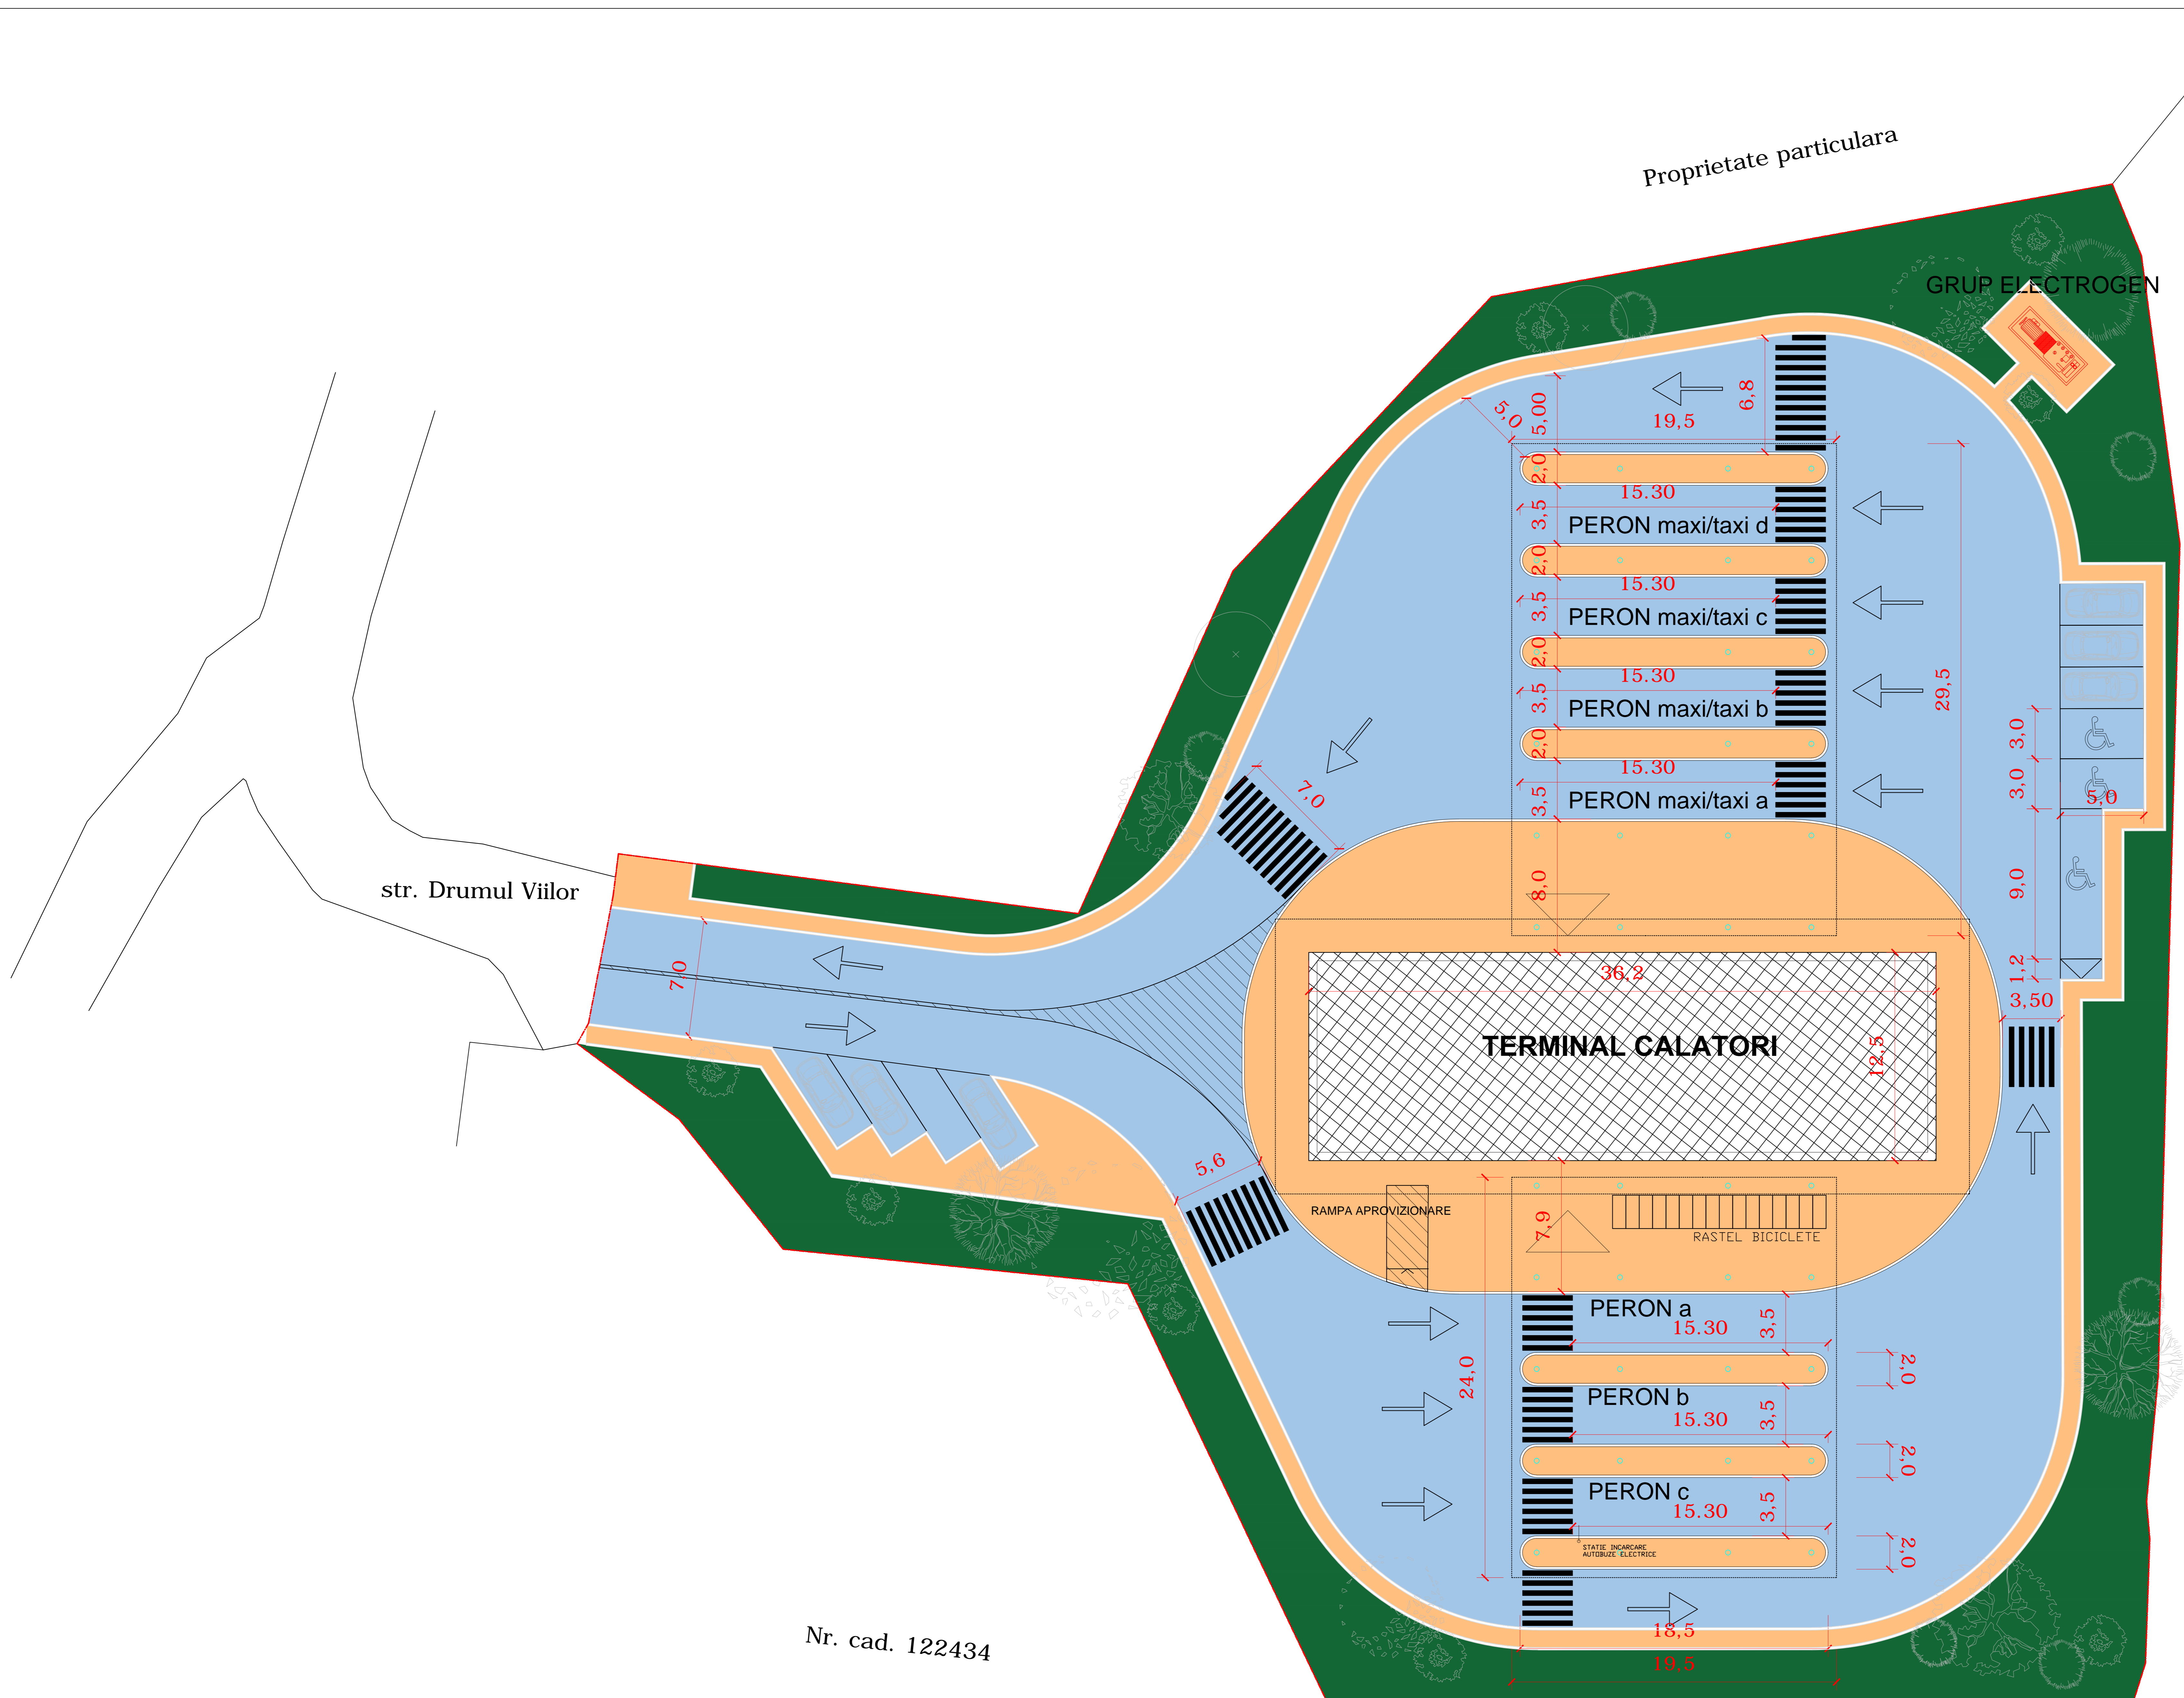 Proprietate particulara
GRUP ELECTROGEN
6,8
5,0
5,00
19,5
2,0
15.30
3,5
PERON maxi/taxi d
2,0
15.30
3,5
PERON maxi/taxi c
2,0
15.30
3,5
PERON maxi/taxi b
29,5
2,0
15.30
3,5
PERON maxi/taxi a
3,0
3,0
5,0
7,0
8,0
9,0
str. Drumul Viilor
7,0
36,2
1,2
3,50
TERMINAL CALATORI
12,5
5,6
RAMPA APROVIZIONARE
7,9
RASTEL BICICLETE
PERON a
15.30
3,5
24,0
2,0
PERON b
15.30
3,5
2,0
PERON c
15.30
3,5
2,0
STATIE INCARCARE
AUTOBUZE ELECTRICE
18,5
19,5
Nr. cad. 122434